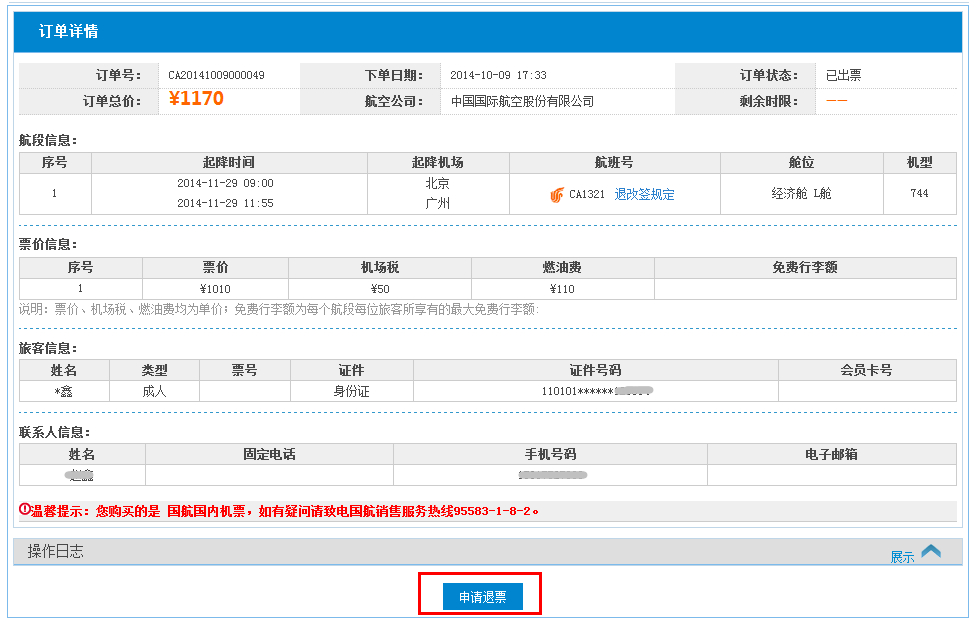 订单详情
订单号： CA20141009000049 下单日期： 2014-10-09 17:33 订单状态： 已出票
订单总价： ¥1170 航空公司： 中国国际航空股份有限公司 剩余时限： ——
航段信息：
序号 起降时间 起降机场 航班号 舱位 机型
1 2014-11-29 09:00 北京 CA1321 退改签规定 经济舱 L舱 744
2014-11-29 11:55 广州
票价信息：
序号 票价 机场税 燃油费 免费行李额
1 ¥1010 ¥50 ¥110
说明：票价、机场税、燃油费均为单价；免费行李额为每个航段每位旅客所享有的最大免费行李额：
旅客信息：
姓名 类型 票号 证件 证件号码 会员卡号
*鑫 成人 身份证 110101******
联系人信息：
姓名 固定电话 手机号码 电子邮箱
温馨提示：您购买的是 国航国内机票，如有疑问请致电国航销售服务热线95583-1-8-2。
操作日志 展示
申请退票